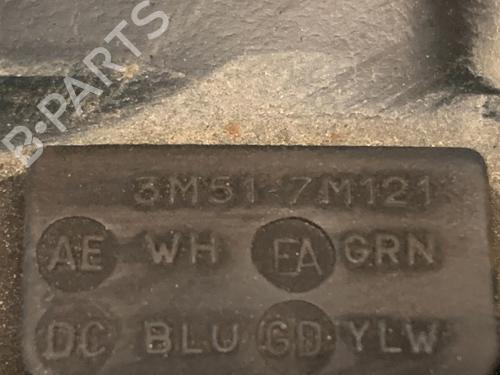 B-PARTS
3M51-7M121
AE WH EA GRN
DC BLU GD YLW